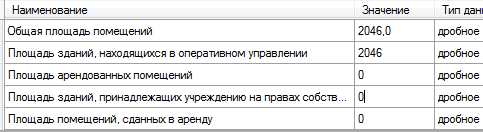 Наименование Значение Тип дан
Общая площадь помещений 2046,0 дробное
Площадь зданий, находящихся в оперативном управлении 2046 дробное
Площадь арендованных помещений 0 дробное
Площадь зданий, принадлежащих учреждению на правах собств... 0 дробное
Площадь помещений, сданных в аренду 0 дробное